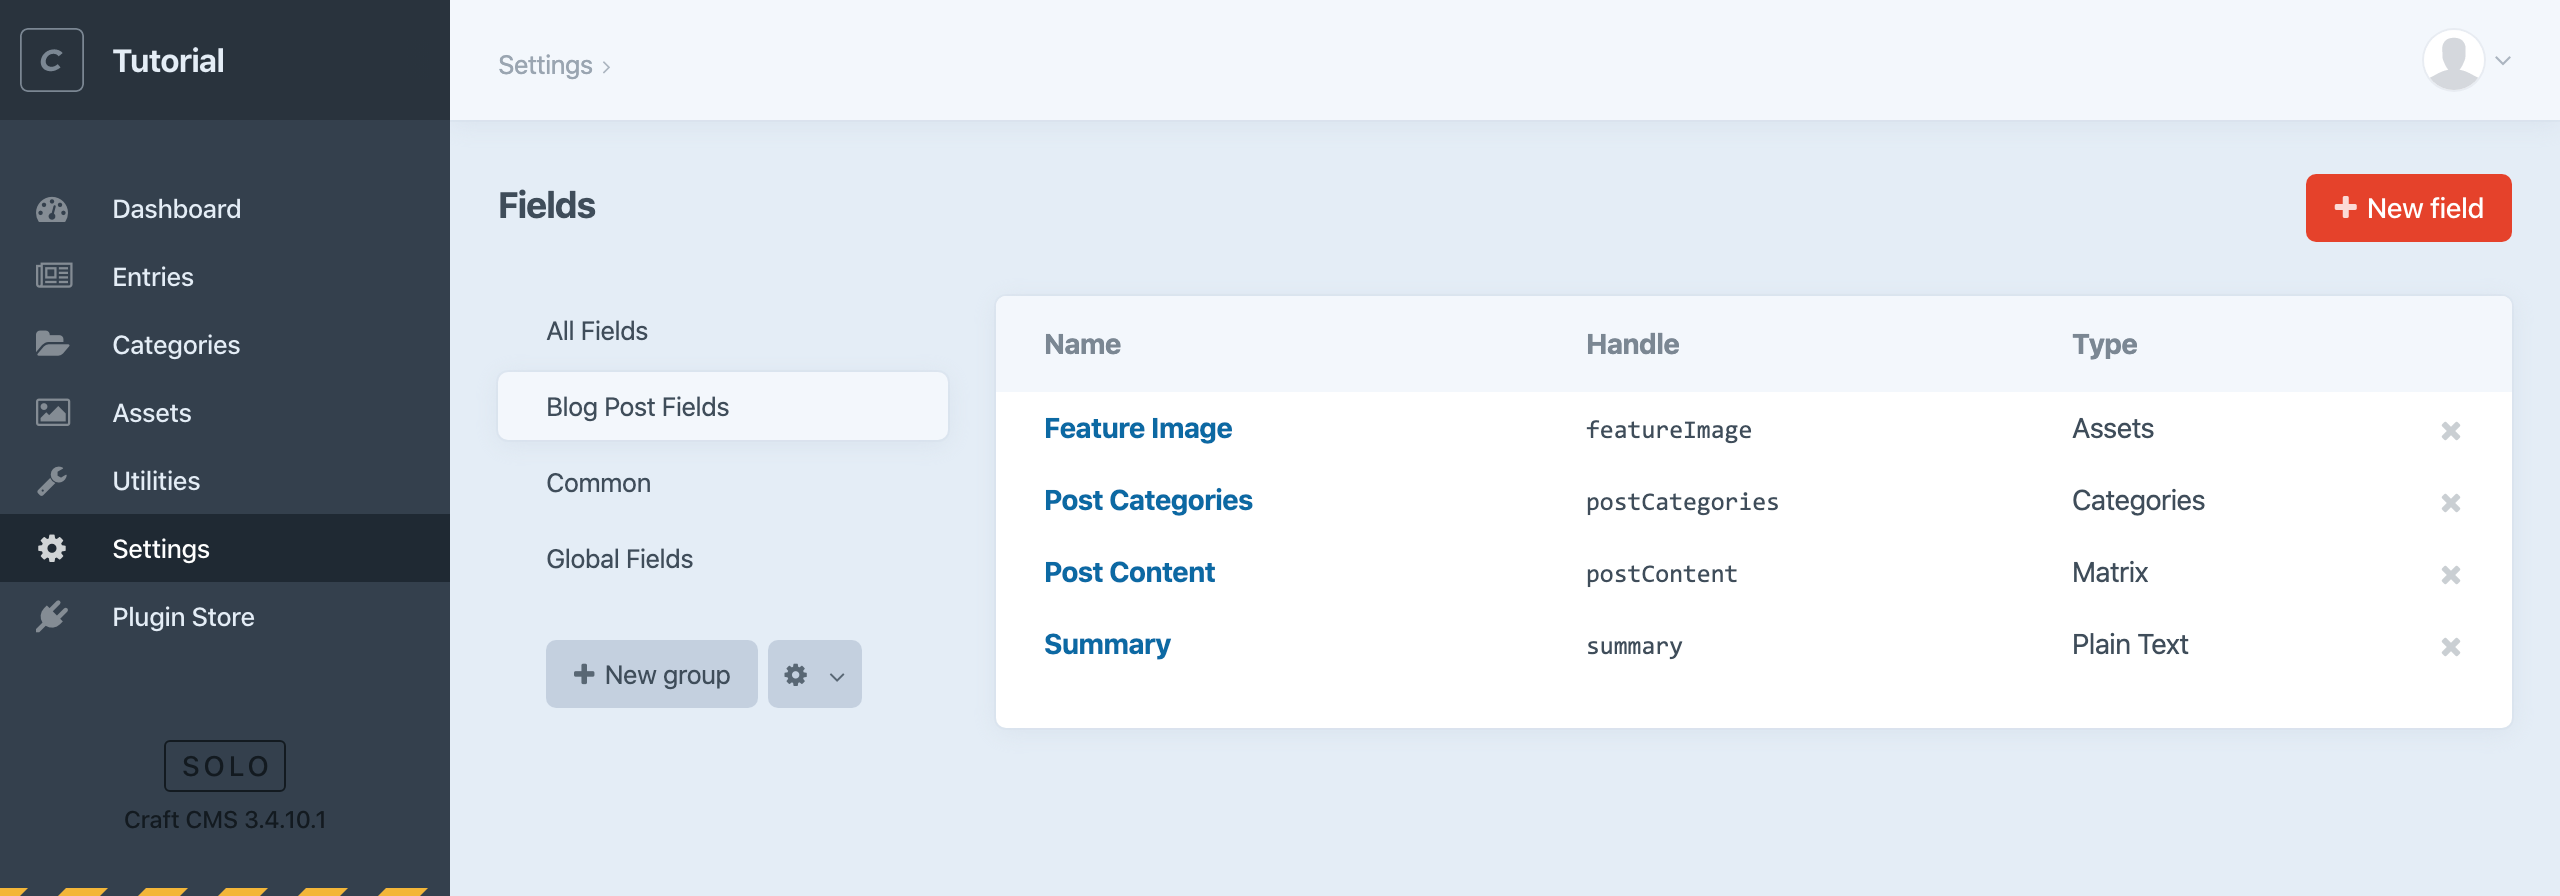 C
Tutorial
Settings
Dashboard
Entries
Categories
Assets
Utilities
Settings
Plugin Store
SOLO
Craft CMS 3.4.10.1
Fields
New field
All Fields
Blog Post Fields
Common
Global Fields
New group
Name Handle Type
Feature Image featureImage Assets
Post Categories postCategories Categories
Post Content postContent Matrix
Summary summary Plain Text